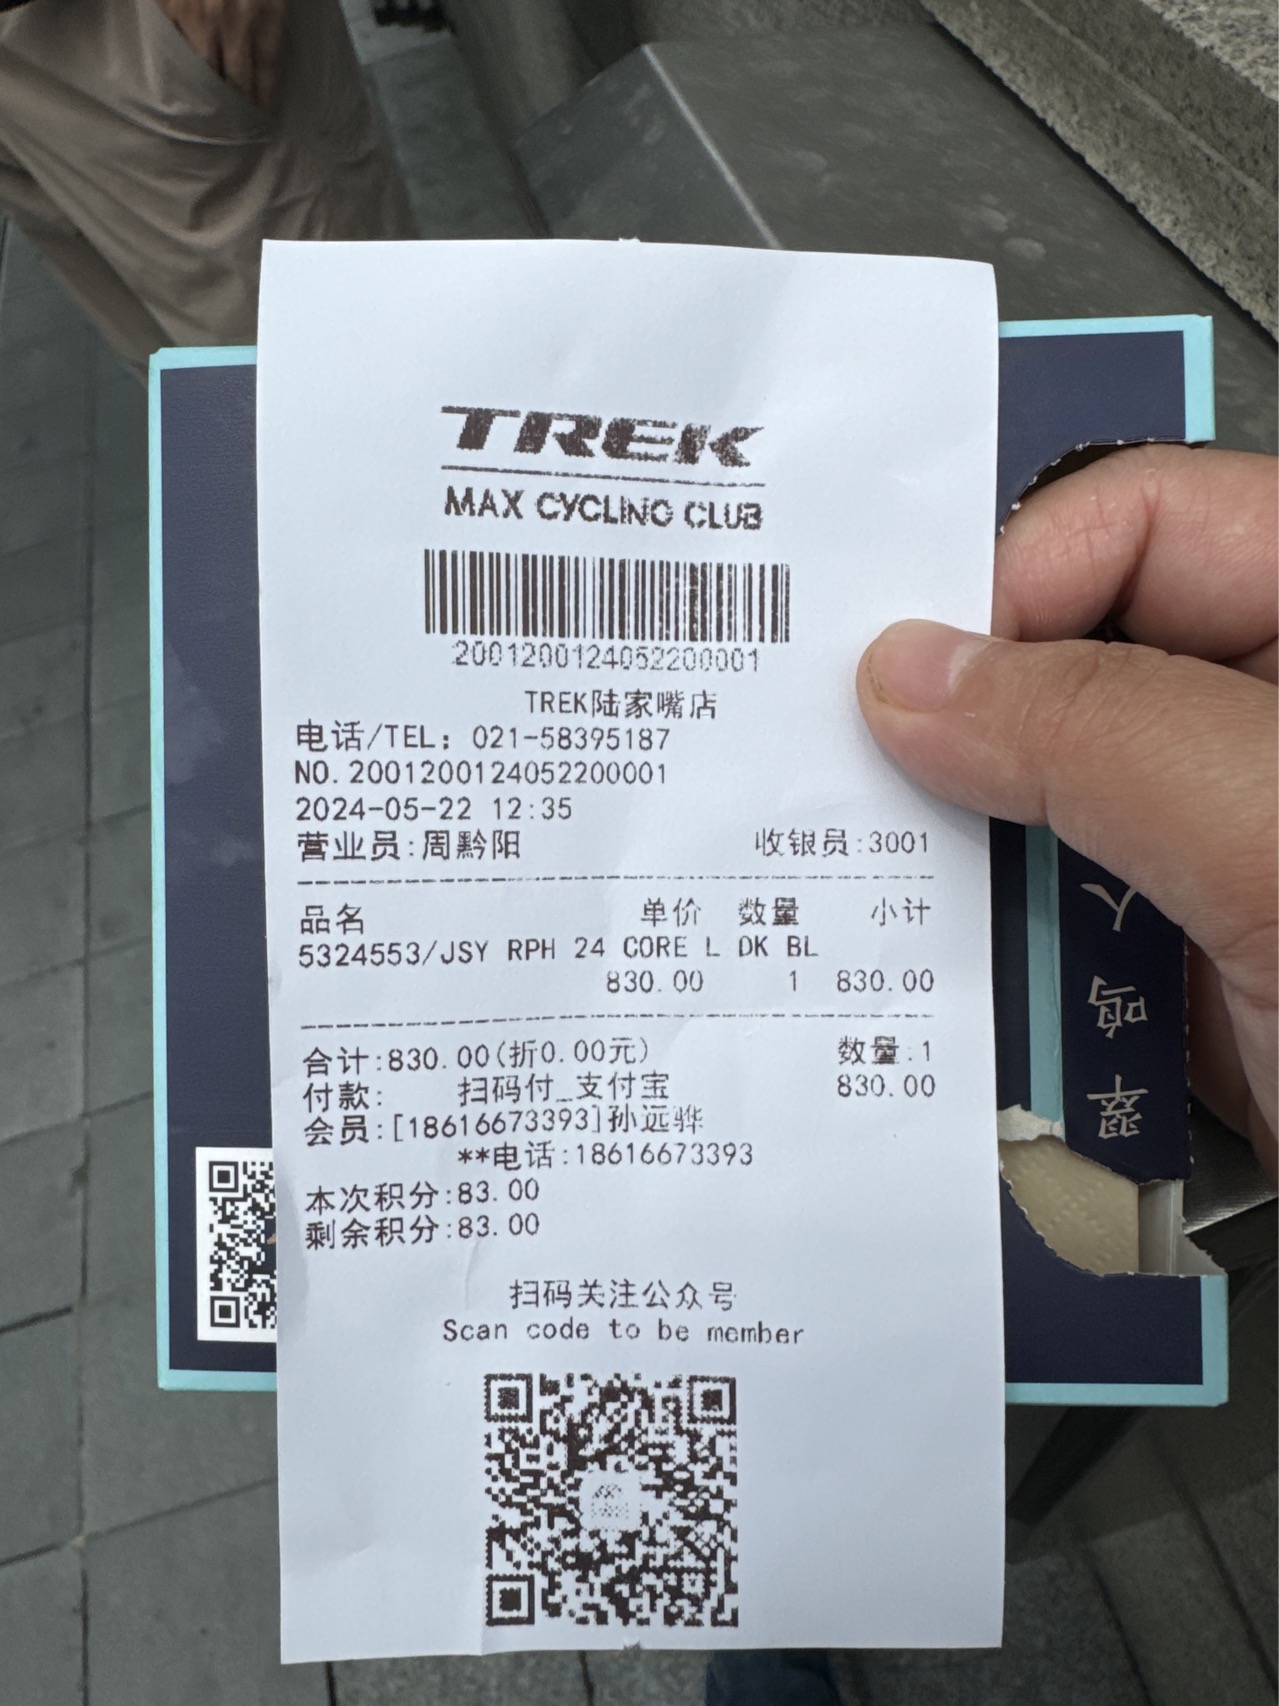 TREK
MAX CYCLING CLUB
2001200124052200001
TREK陆家嘴店
电话/TEL: 021-58395187
NO.2001200124052200001
2024-05-22 12:35
营业员:周黔阳 收银员:3001
品名 单价 数量 小计
5324553/JSY RPH 24 CORE L DK BL
830.00 1 830.00
合计:830.00(折0.00元) 数量:1
付款: 扫码付_支付宝 830.00
会员:[18616673393]孙远骅
**电话:18616673393
本次积分:83.00
剩余积分:83.00
扫码关注公众号
Scan code to be member
翠鸣人